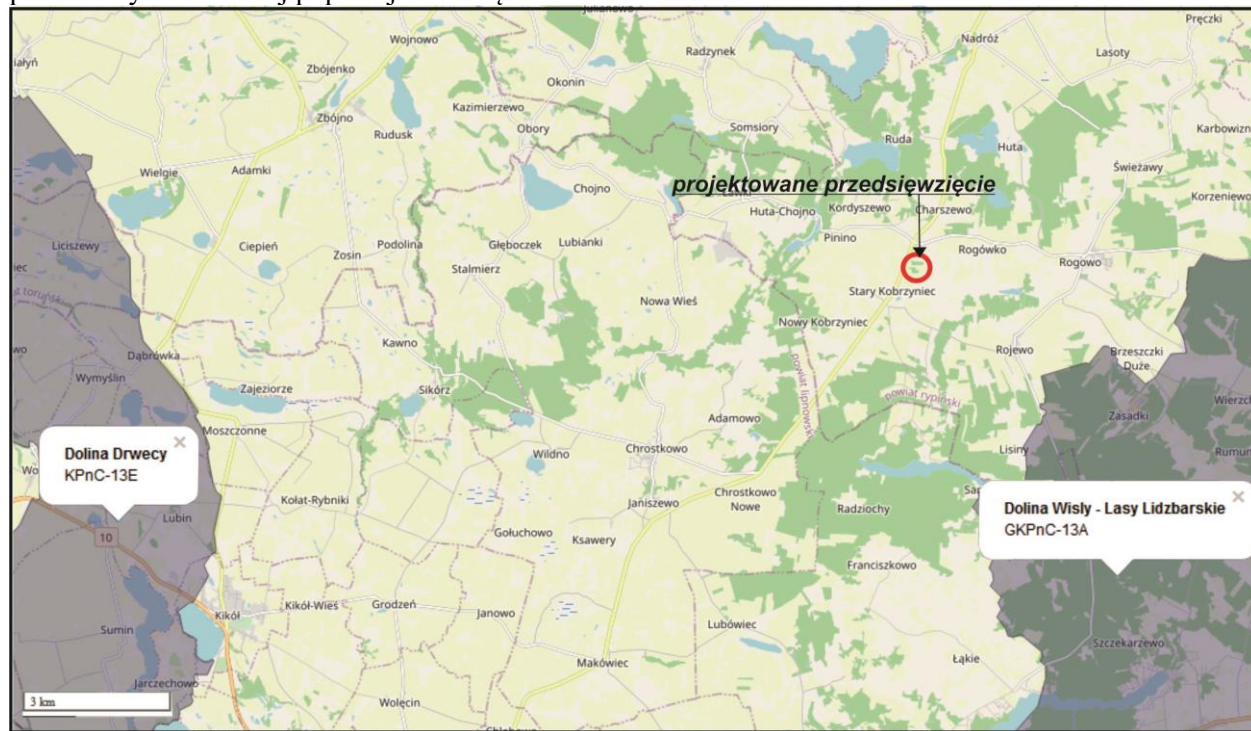 Julianowo
Pręczki
Wojnowo
Nadróż
Radzynek
Lasoty
Zbójenko
Okonin
Kazimierzewo
Zbójno
Rudusk
Obory
Somsiory
Ruda
Huta
Wielgie
Adamki
Świeżawy
Chojno
projektowane przedsięwzięcie
Huta-Chojno
Kordyszewo
Charszewo
Korzeniewo
Liciszewy
Ciepień
Zosin
Podolina
Głęboczek
Lubianki
Pinino
Rogówko
Rogowo
Stalmierz
Stary Kobrzyniec
Nowa Wieś
Nowy Kobrzyniec
Dąbrówka
Kawno
Rojewo
Brzeszczki
Duże
Wymyślin
powiat lipnowski
Zajeziorze
Sikórz
powiat rypiński
Zasadki
Adamowo
Moszczonne
Dolina Drwecy ×
KPnC-13E
Wildno
Chrostkowo
Lisiny
Kołat-Rybniki
Janiszewo
Chrostkowo
Nowe
Radziochy
Dolina Wisly - Lasy Lidzbarskie ×
GKPnC-13A
Lubin
10
Gołuchowo
Ksawery
Franciszkowo
Kikół
Kikół-Wieś
Grodzeń
Janowo
Sumin
Lubówiec
Szczekarzewo
Makówiec
Łąkie
Jarczechowo
3 km
Wolęcin